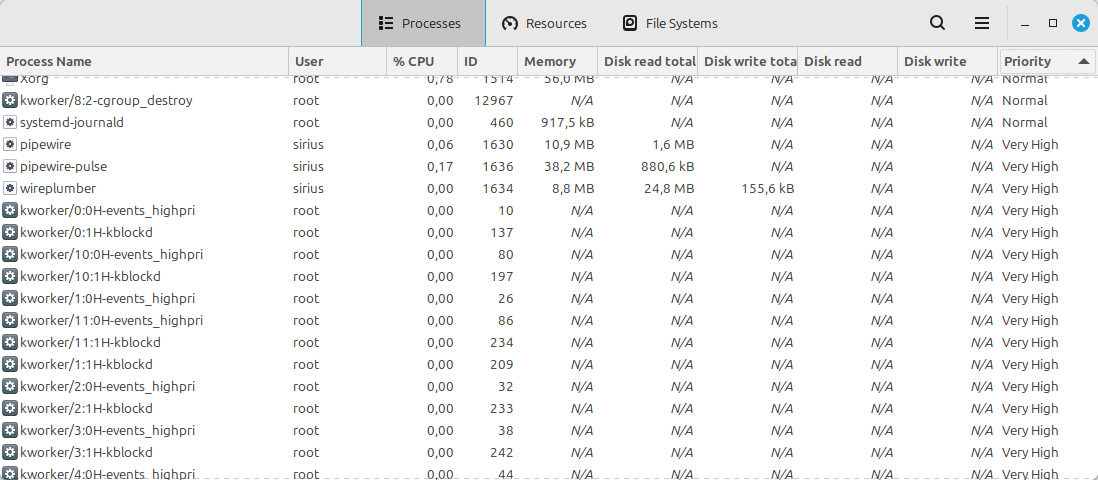 Processes Resources File Systems
Process Name User % CPU ID Memory Disk read total Disk write tota Disk read Disk write Priority
Xorg root 0,78 1514 56,0 MB N/A N/A N/A N/A Normal
kworker/8:2-cgroup_destroy root 0,00 12967 N/A N/A N/A N/A N/A Normal
systemd-journald root 0,00 460 917,5 kB N/A N/A N/A N/A Normal
pipewire sirius 0,06 1630 10,9 MB 1,6 MB N/A N/A N/A Very High
pipewire-pulse sirius 0,17 1636 38,2 MB 880,6 kB N/A N/A N/A Very High
wireplumber sirius 0,00 1634 8,8 MB 24,8 MB 155,6 kB N/A N/A Very High
kworker/0:0H-events_highpri root 0,00 10 N/A N/A N/A N/A N/A Very High
kworker/0:1H-kblockd root 0,00 137 N/A N/A N/A N/A N/A Very High
kworker/10:0H-events_highpri root 0,00 80 N/A N/A N/A N/A N/A Very High
kworker/10:1H-kblockd root 0,00 197 N/A N/A N/A N/A N/A Very High
kworker/1:0H-events_highpri root 0,00 26 N/A N/A N/A N/A N/A Very High
kworker/11:0H-events_highpri root 0,00 86 N/A N/A N/A N/A N/A Very High
kworker/11:1H-kblockd root 0,00 234 N/A N/A N/A N/A N/A Very High
kworker/1:1H-kblockd root 0,00 209 N/A N/A N/A N/A N/A Very High
kworker/2:0H-events_highpri root 0,00 32 N/A N/A N/A N/A N/A Very High
kworker/2:1H-kblockd root 0,00 233 N/A N/A N/A N/A N/A Very High
kworker/3:0H-events_highpri root 0,00 38 N/A N/A N/A N/A N/A Very High
kworker/3:1H-kblockd root 0,00 242 N/A N/A N/A N/A N/A Very High
kworker/4:0H-events_highpri root 0,00 44 N/A N/A N/A N/A N/A Very High